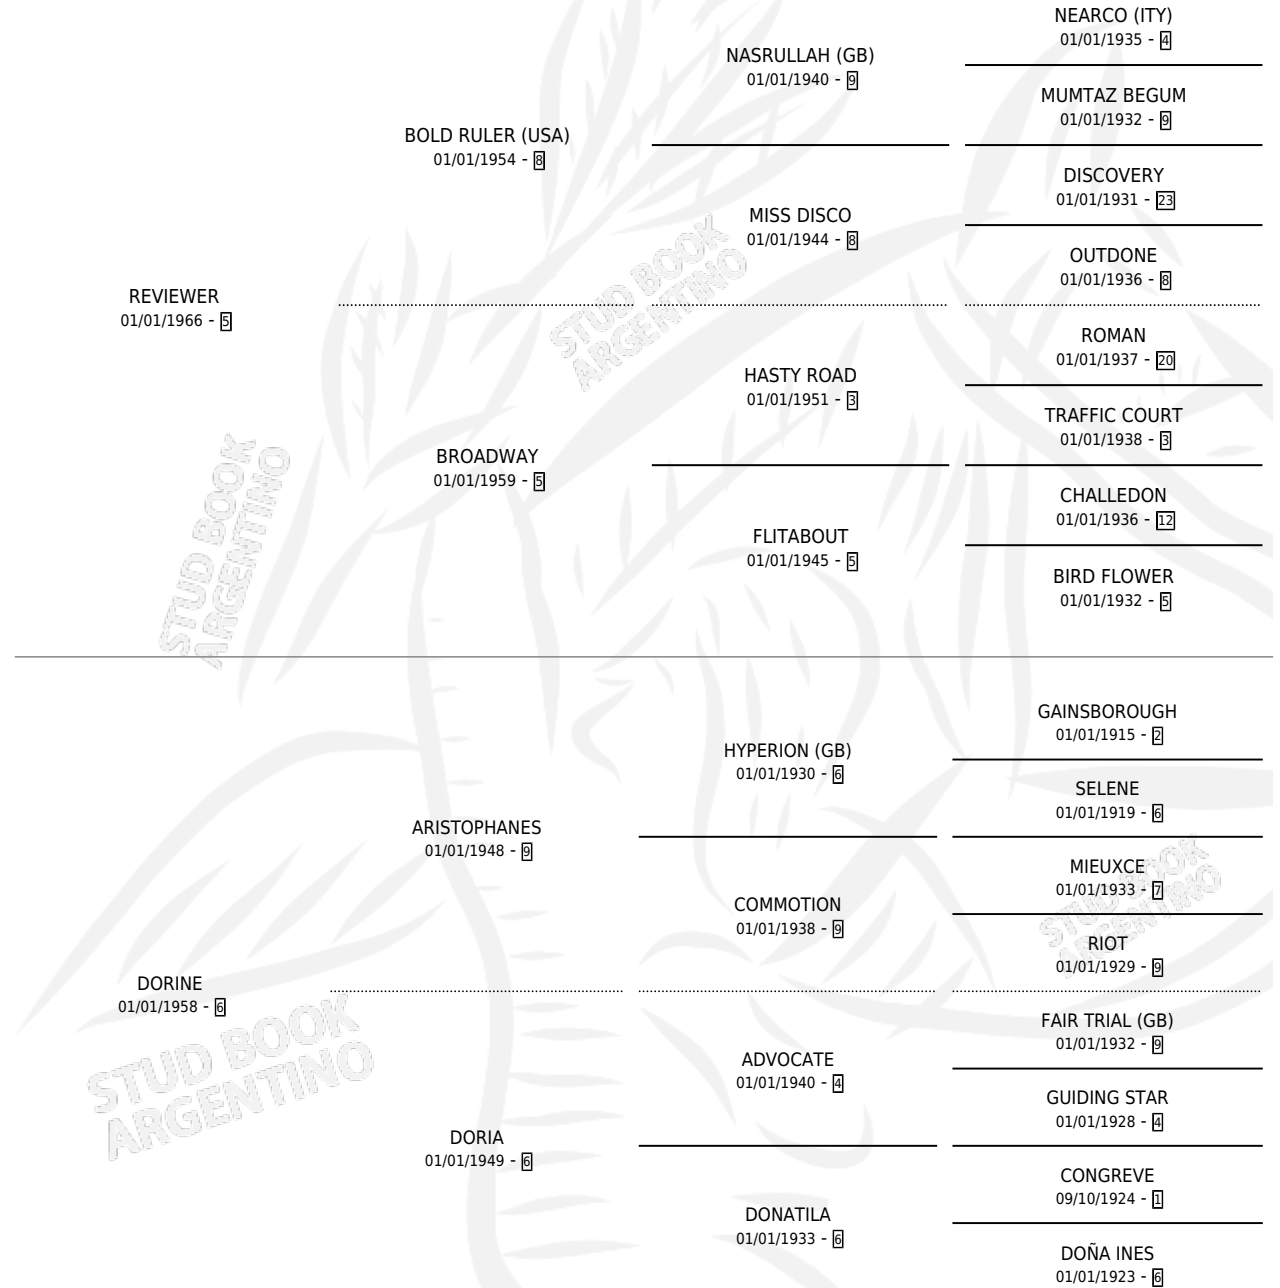 NEARCO (ITY)
01/01/1935 - 4
NASRULLAH (GB)
01/01/1940 - 9
MUMTAZ BEGUM
01/01/1932 - 9
BOLD RULER (USA)
01/01/1954 - 8
DISCOVERY
01/01/1931 - 23
MISS DISCO
01/01/1944 - 8
OUTDONE
01/01/1936 - 8
REVIEWER
01/01/1966 - 5
ROMAN
01/01/1937 - 20
HASTY ROAD
01/01/1951 - 3
TRAFFIC COURT
01/01/1938 - 3
BROADWAY
01/01/1959 - 5
CHALLEDON
01/01/1936 - 12
FLITABOUT
01/01/1945 - 5
BIRD FLOWER
01/01/1932 - 5
STUD BOOK
ARGENTINO
STUD BOOK
ARGENTINO
GAINSBOROUGH
01/01/1915 - 2
HYPERION (GB)
01/01/1930 - 6
SELENE
01/01/1919 - 6
ARISTOPHANES
01/01/1948 - 9
MIEUXCE
01/01/1933 - 7
COMMOTION
01/01/1938 - 9
RIOT
01/01/1929 - 9
DORINE
01/01/1958 - 6
FAIR TRIAL (GB)
01/01/1932 - 9
ADVOCATE
01/01/1940 - 4
GUIDING STAR
01/01/1928 - 4
DORIA
01/01/1949 - 6
CONGREVE
09/10/1924 - 1
DONATILA
01/01/1933 - 6
DOÑA INES
01/01/1923 - 6
STUD BOOK
ARGENTINO
STUD BOOK
ARGENTINO